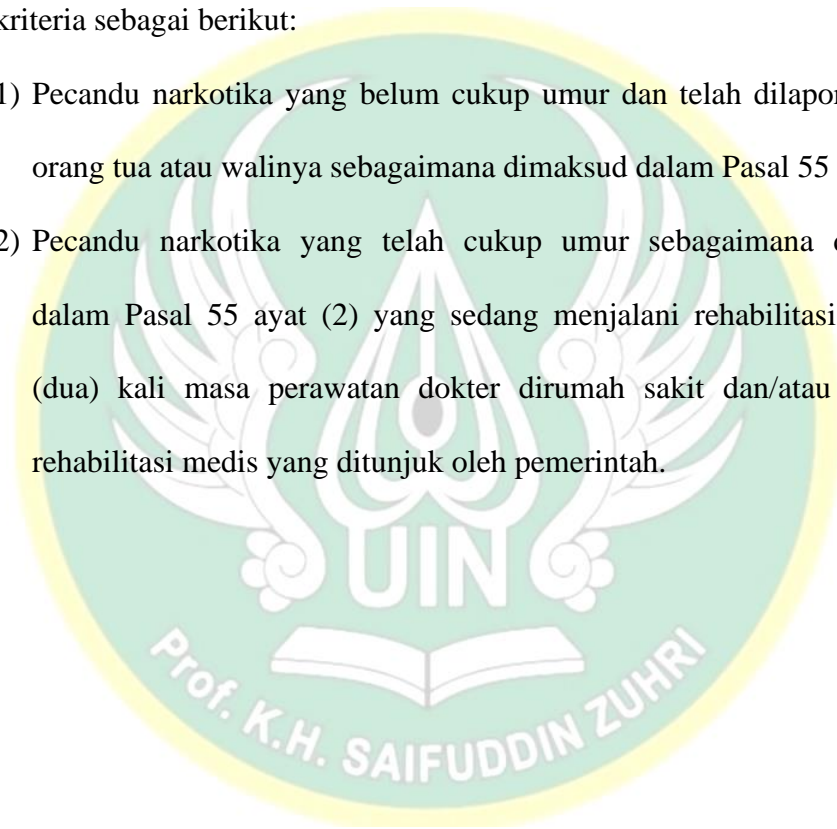 kriteria sebagai berikut:
1) Pecandu narkotika yang belum cukup umur dan telah dilapor
orang tua atau walinya sebagaimana dimaksud dalam Pasal 55
2) Pecandu narkotika yang telah cukup umur sebagaimana
dalam Pasal 55 ayat (2) yang sedang menjalani rehabilitasi
(dua) kali masa perawatan dokter dirumah sakit dan/atau
rehabilitasi medis yang ditunjuk oleh pemerintah.
UIN
Prof. K.H. SAIFUDDIN ZUHRI